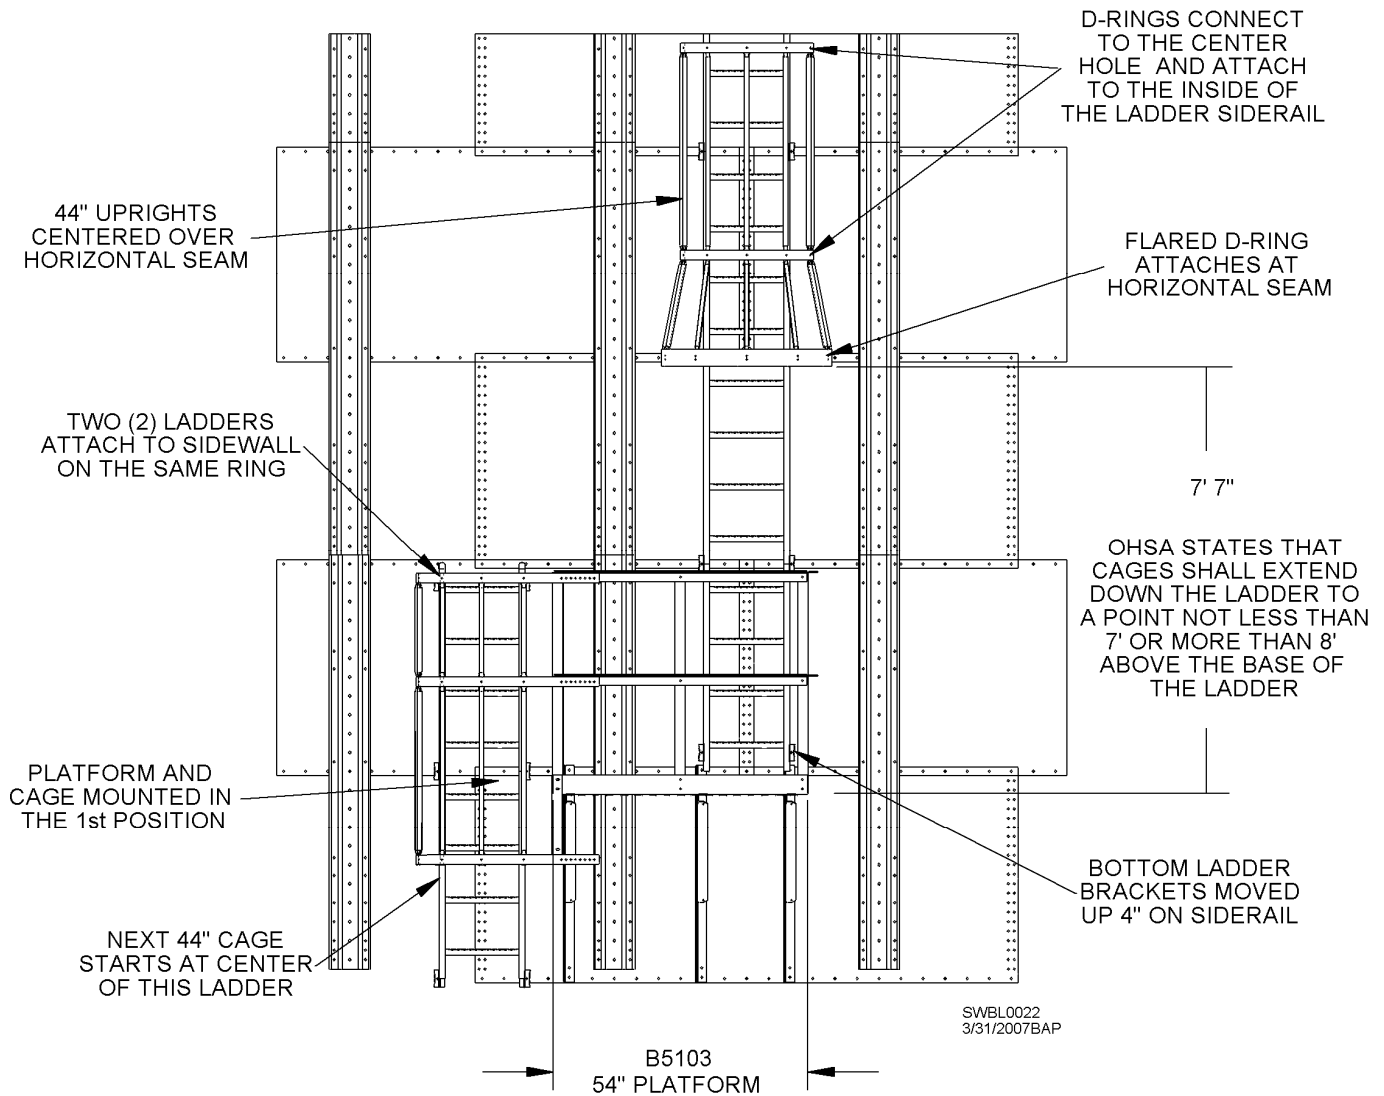 D-RINGS CONNECT
TO THE CENTER
HOLE AND ATTACH
TO THE INSIDE OF
THE LADDER SIDERAIL
44" UPRIGHTS
CENTERED OVER
HORIZONTAL SEAM
FLARED D-RING
ATTACHES AT
HORIZONTAL SEAM
TWO (2) LADDERS
ATTACH TO SIDEWALL
ON THE SAME RING
7' 7"
OHSA STATES THAT
CAGES SHALL EXTEND
DOWN THE LADDER TO
A POINT NOT LESS THAN
7' OR MORE THAN 8'
ABOVE THE BASE OF
THE LADDER
PLATFORM AND
CAGE MOUNTED IN
THE 1st POSITION
BOTTOM LADDER
BRACKETS MOVED
UP 4" ON SIDERAIL
NEXT 44" CAGE
STARTS AT CENTER
OF THIS LADDER
SWBL0022
3/31/2007BAP
B5103
54" PLATFORM